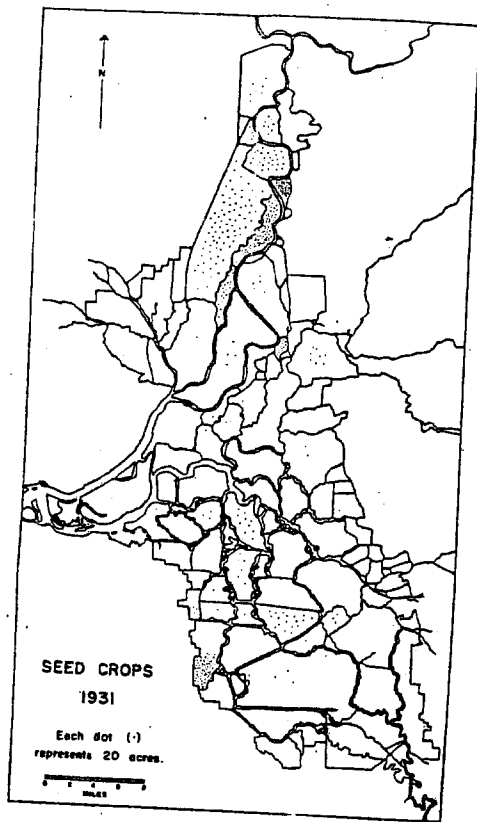 N
SEED CROPS
1931
Each dot (·)
represents 20 acres.
MILES